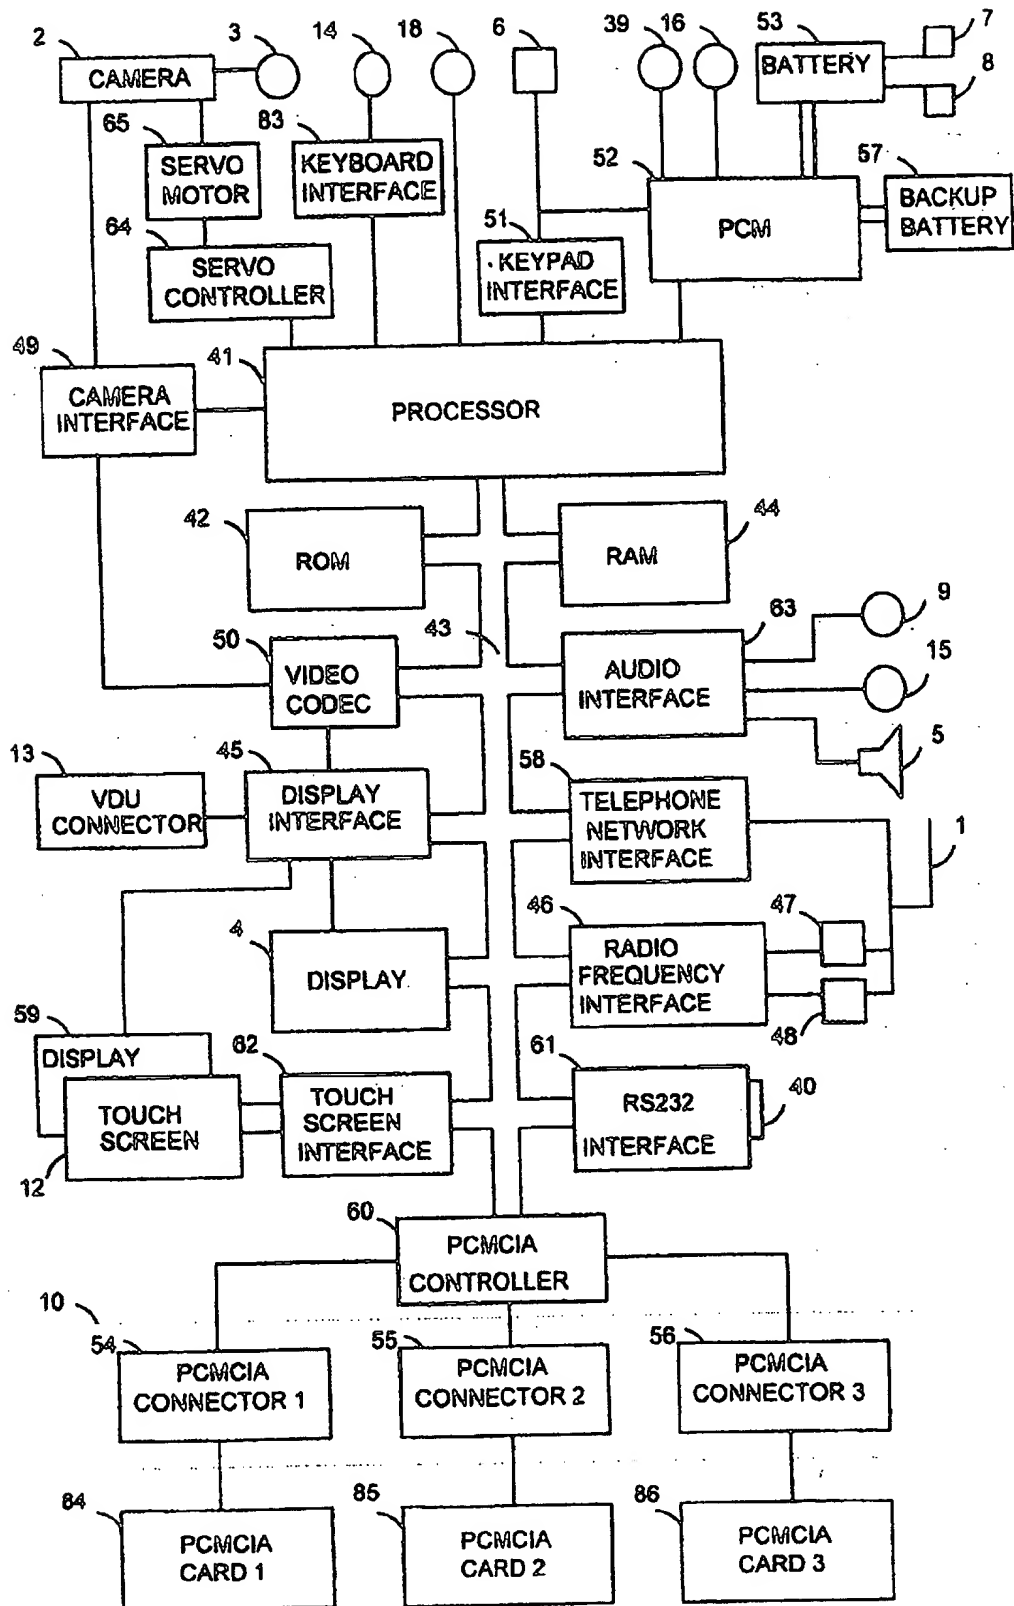 2
3
14
18
6
39
16
53
7
CAMERA
BATTERY
8
65
83
SERVO
MOTOR
KEYBOARD
INTERFACE
52
57
PCM
BACKUP
BATTERY
64
51
SERVO
CONTROLLER
KEYPAD
INTERFACE
49
41
CAMERA
INTERFACE
PROCESSOR
42
44
ROM
RAM
43
63
9
50
VIDEO
CODEC
AUDIO
INTERFACE
15
5
13
45
58
VDU
CONNECTOR
DISPLAY
INTERFACE
TELEPHONE
NETWORK
INTERFACE
1
4
46
47
DISPLAY
RADIO
FREQUENCY
INTERFACE
48
59
62
61
DISPLAY
TOUCH
SCREEN
TOUCH
SCREEN
INTERFACE
RS232
INTERFACE
40
12
60
PCMCIA
CONTROLLER
10
54
55
56
PCMCIA
CONNECTOR 1
PCMCIA
CONNECTOR 2
PCMCIA
CONNECTOR 3
84
85
86
PCMCIA
CARD 1
PCMCIA
CARD 2
PCMCIA
CARD 3